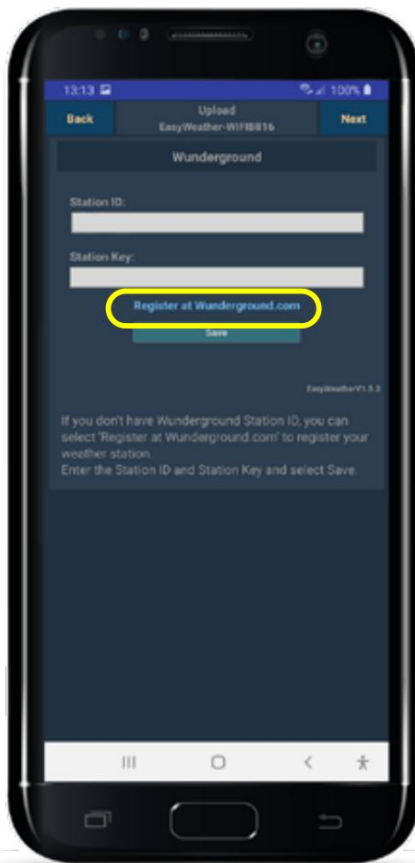 13:13
100%
Back
Upload
EasyWeather-WIFI8816
Next
Wunderground
Station ID:
Station Key:
Register at Wunderground.com
Save
EasyWeatherV1.5.2
If you don't have Wunderground Station ID, you can
select 'Register at Wunderground.com' to register your
weather station.
Enter the Station ID and Station Key and select Save.